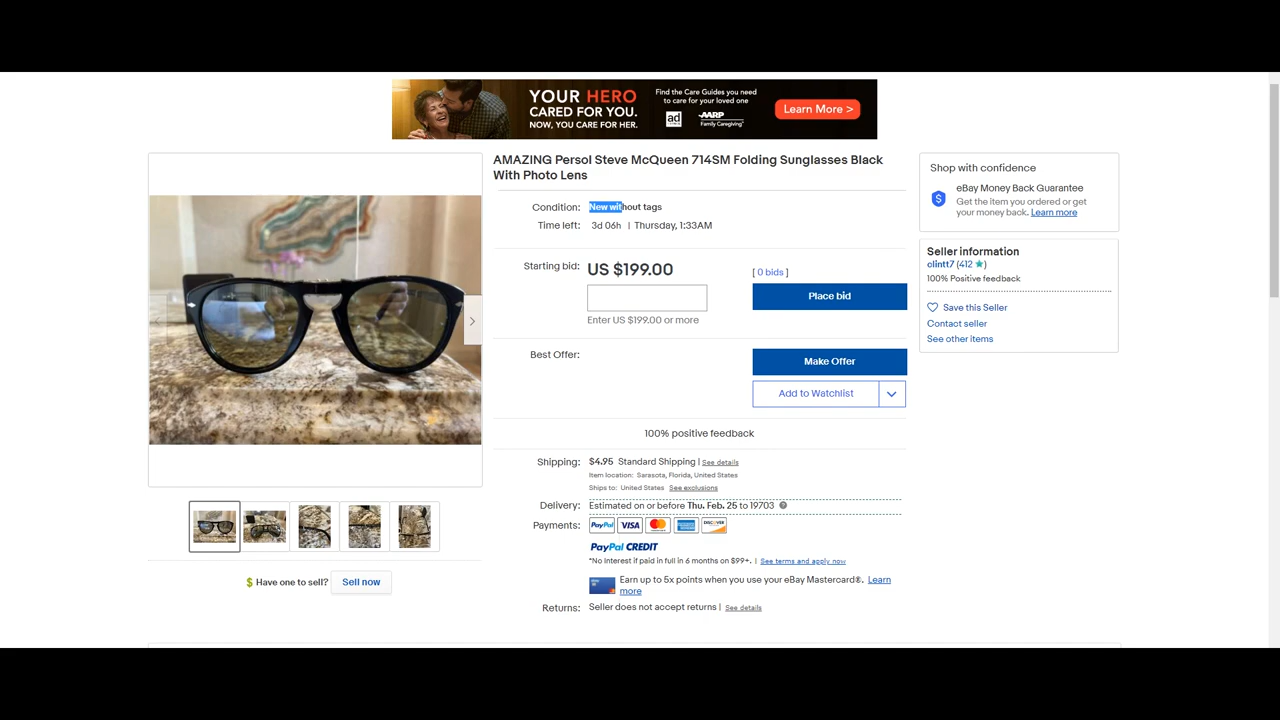 YOUR HERO
CARED FOR YOU.
NOW, YOU CARE FOR HER.
Find the Care Guides you need
to care for your loved one
ad
AARP
Family Caregiving
Learn More >
AMAZING Persol Steve McQueen 714SM Folding Sunglasses Black
With Photo Lens
Condition: New without tags
Time left: 3d 06h | Thursday, 1:33AM
Starting bid: US $199.00 [ 0 bids ]
Place bid
Enter US $199.00 or more
Best Offer:
Make Offer
Add to Watchlist
100% positive feedback
Shipping: $4.95 Standard Shipping | See details
Item location: Sarasota, Florida, United States
Ships to: United States See exclusions
Delivery: Estimated on or before Thu. Feb. 25 to 19703
Payments: PayPal VISA MasterCard DISCOVER
PayPal CREDIT
*No Interest if paid in full in 6 months on $99+. | See terms and apply now
Earn up to 5x points when you use your eBay Mastercard®. Learn
more
Returns: Seller does not accept returns | See details
$ Have one to sell? Sell now
Shop with confidence
eBay Money Back Guarantee
Get the item you ordered or get
your money back. Learn more
Seller information
clintt7 (412 ★)
100% Positive feedback
Save this Seller
Contact seller
See other items